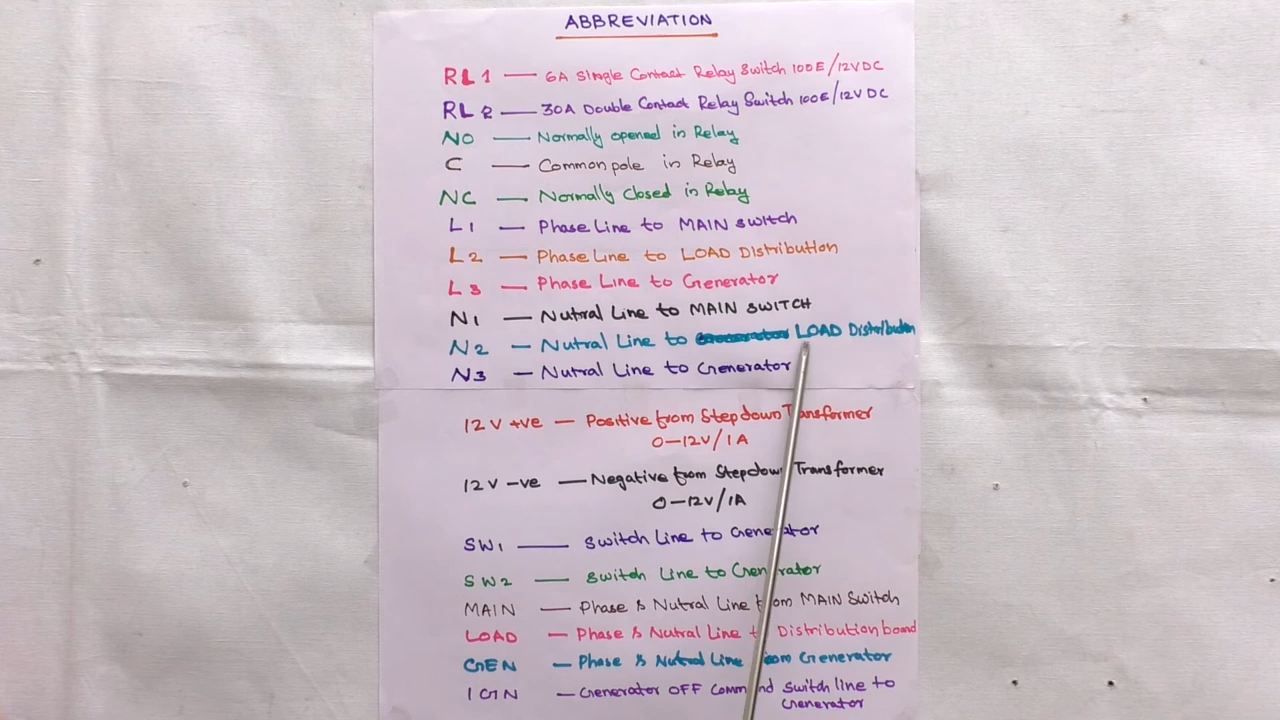 ABBREVIATION
RL1 — 6A Single Contact Relay Switch 100E/12VDC
RL2 — 30A Double Contact Relay Switch 100E/12VDC
NO — Normally opened in Relay
C — Common pole in Relay
NC — Normally Closed in Relay
L1 — Phase Line to MAIN switch
L2 — Phase Line to LOAD Distribution
L3 — Phase Line to Generator
N1 — Nutral Line to MAIN SWITCH
N2 — Nutral Line to LOAD Distribution
N3 — Nutral Line to Generator
12V +ve — Positive from Stepdown Transformer
0-12V/1A
12V -ve — Negative from Stepdown Transformer
0-12V/1A
SW1 — Switch Line to Generator
SW2 — Switch Line to Generator
MAIN — Phase & Nutral Line from MAIN Switch
LOAD — Phase & Nutral Line to Distribution board
GEN — Phase & Nutral Line from Generator
IGN — Generator OFF Command Switch line to
Generator